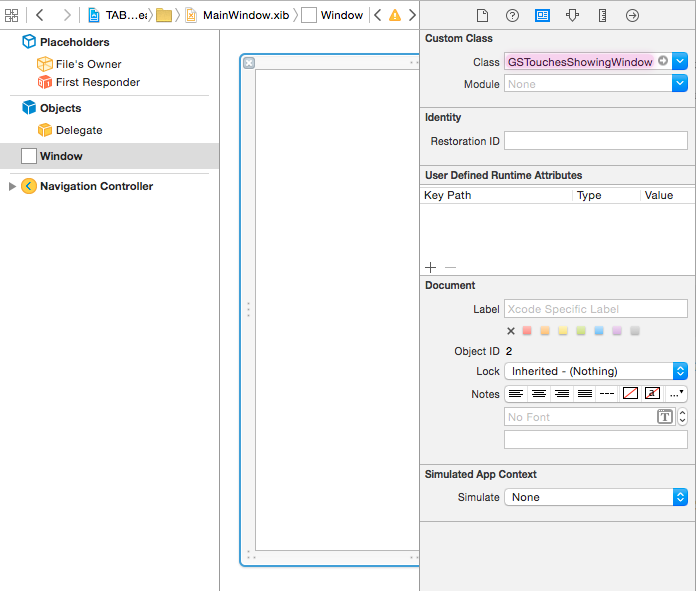 TAB...ea MainWindow.xib Window
Placeholders
File's Owner
First Responder
Objects
Delegate
Window
Navigation Controller
Custom Class
Class GSTouchesShowingWindow
Module None
Identity
Restoration ID
User Defined Runtime Attributes
Key Path Type Value
Document
Label Xcode Specific Label
Object ID 2
Lock Inherited - (Nothing)
Notes
No Font T
Simulated App Context
Simulate None